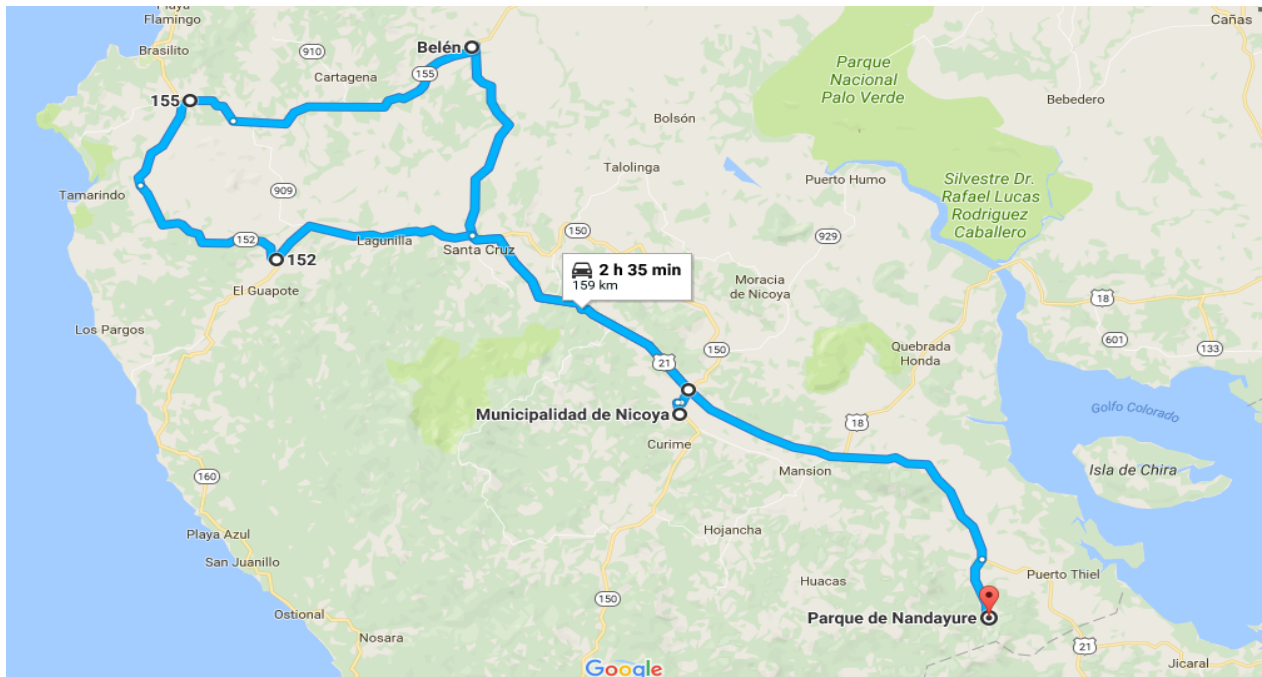 Playa
Flamingo
Cañas
Brasilito
910
Belén
Cartagena
155
Parque
Nacional
Palo Verde
155
Bebedero
Bolsón
Talolinga
Tamarindo
909
Puerto Humo
Silvestre Dr.
Rafael Lucas
Rodriguez
Caballero
152
Lagunilla
Santa Cruz
150
929
152
El Guapote
2 h 35 min
159 km
Moracia
de Nicoya
18
Los Pargos
150
Quebrada
Honda
601
133
21
Municipalidad de Nicoya
Golfo Colorado
18
Curime
160
Mansion
Isla de Chira
Playa Azul
Hojancha
San Juanillo
Huacas
Puerto Thiel
150
Ostional
Parque de Nandayure
Nosara
21
Google
Jicaral